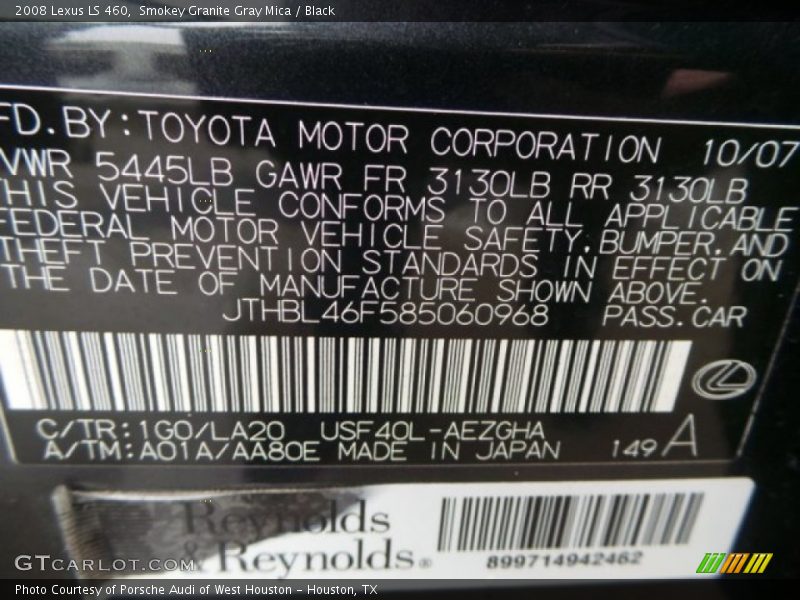 2008 Lexus LS 460, Smokey Granite Gray Mica / Black
FD. BY: TOYOTA MOTOR CORPORATION 10/07
VWR 5445LB GAWR FR 3130LB RR 3130LB
THIS VEHICLE CONFORMS TO ALL APPLICABLE
FEDERAL MOTOR VEHICLE SAFETY, BUMPER, AND
THEFT PREVENTION STANDARDS IN EFFECT ON
THE DATE OF MANUFACTURE SHOWN ABOVE.
JTHBL46F585060968 PASS. CAR
C/TR: 1G0/LA20 USF40L-AEZGHA
A/TM: A01A/AA80E MADE IN JAPAN 149 A
Reynolds
& Reynolds®
899714942462
GTcarlot.com
Photo Courtesy of Porsche Audi of West Houston - Houston, TX